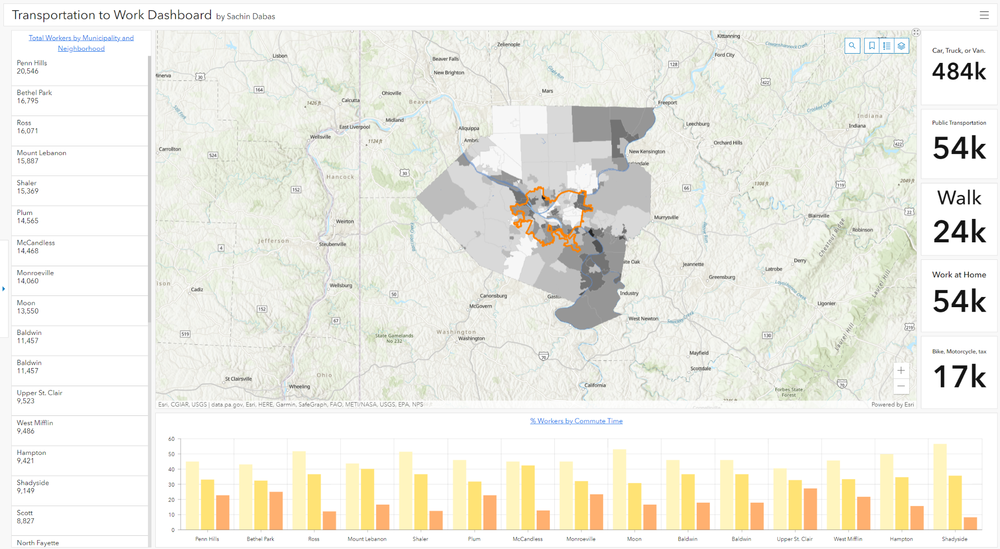 Transportation to Work Dashboard by Sachin Dabas
Total Workers by Municipality and
Neighborhood
Penn Hills
20,546
Bethel Park
16,795
Ross
16,071
Mount Lebanon
15,887
Shaler
15,369
Plum
14,565
McCandless
14,468
Monroeville
14,060
Moon
13,550
Baldwin
11,457
Baldwin
11,457
Upper St. Clair
9,523
West Mifflin
9,486
Hampton
9,421
Shadyside
9,149
Scott
8,827
North Fayette
Kittanning
Zelienople
Cowanshannock Creek
Lisbon
Ford City
Beaver Falls
128
Minerva
30
New Brighton
Glade Run
422
164
Mars
Ohioville
Calcutta
Beaver
1426 ft
Freeport
Crooked Creek
Still Fork
Midland
Indiana
East Liverpool
Leechburg
Indiana
Aliquippa
Wellsville
1124 ft
Ambri
Orchard Hills
422
Carrollton
524
New Kensington
ringdale
30
Hancock
2049 ft
1308 ft
119
152
66
22
Murrysville
Blairsville
Weirton
Robinson
Raccoon Creek
Beaver Run
Chestnut Ridge
Jefferson
Steubenville
4
Derry
ite Oak
Jeannette
Latrobe
Greensburg
Laurel Hill
Loyalhanna Creek
Wellsburg
ison
Cadiz
50
Canonsburg
Gasto
Industry
McGovern
Ligonier
152
67
West Newton
Sewickley Creek
219
Washington
519
State Gamelands
No 232
Washington
130
Laurel Hill
Mayfield
70
Scottdale
Ohio
St Clairsville
California
70
Wheeling
Forbes State
Forest
2246 ft
Connellsville
Esri, CGIAR, USGS | data.pa.gov, Esri, HERE, Garmin, SafeGraph, FAO, METI/NASA, USGS, EPA, NPS
Powered by Esri
Car, Truck, or Van.
484k
Public Transportation
54k
Walk
24k
Work at Home
54k
Bike, Motorcycle, tax
17k
% Workers by Commute Time
60
50
40
30
20
10
0
Penn Hills
Bethel Park
Ross
Mount Lebanon
Shaler
Plum
McCandless
Monroeville
Moon
Baldwin
Baldwin
Upper St. Clair
West Mifflin
Hampton
Shadyside